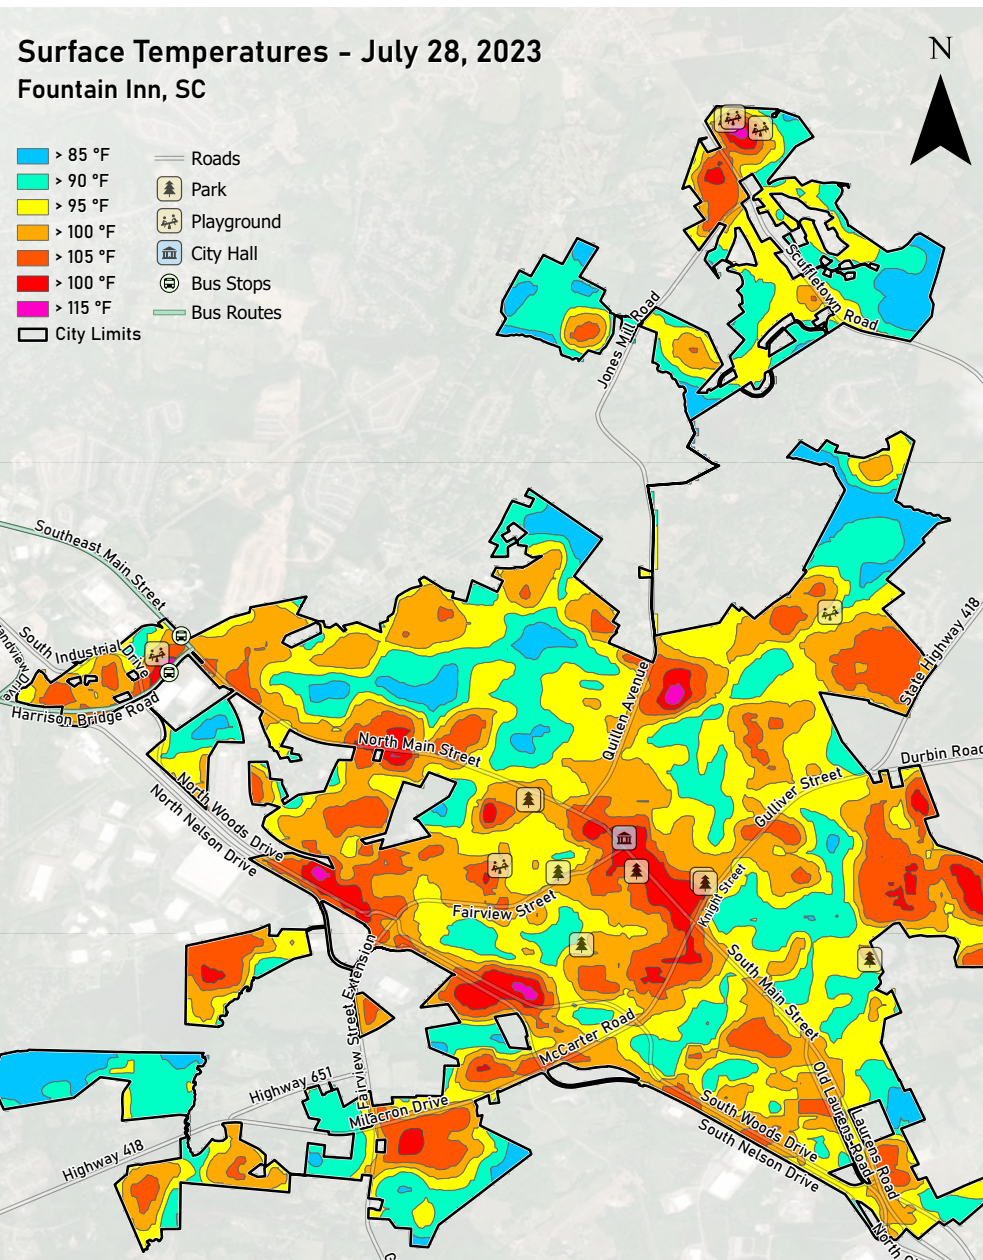 Surface Temperatures - July 28, 2023
Fountain Inn, SC
N
> 85 °F
> 90 °F
> 95 °F
> 100 °F
> 105 °F
> 100 °F
> 115 °F
City Limits
Roads
Park
Playground
City Hall
Bus Stops
Bus Routes
Scuffletown Road
Jones Mill Road
Southeast Main Street
South Industrial Drive
Drive
Harrison Bridge Road
State Highway 418
Quillen Avenue
North Main Street
Durbin Road
Gulliver Street
North Woods Drive
North Nelson Drive
Knight Street
Fairview Street
Fairview Street Extension
South Main Street
McCarter Road
Highway 651
Milacron Drive
Highway 418
Old Laurens Road
Laurens Road
South Woods Drive
South Nelson Drive